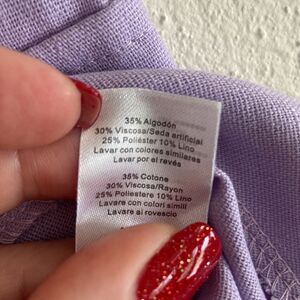 35% Algodón
30% Viscosa/Seda artificial
25% Poliéster 10% Lino
Lavar con colores similares
Lavar por el revés
35% Cotone
30% Viscosa/Rayon
25% Poliestere 10% Lino
Lavare con colori simili
Lavare al rovescio